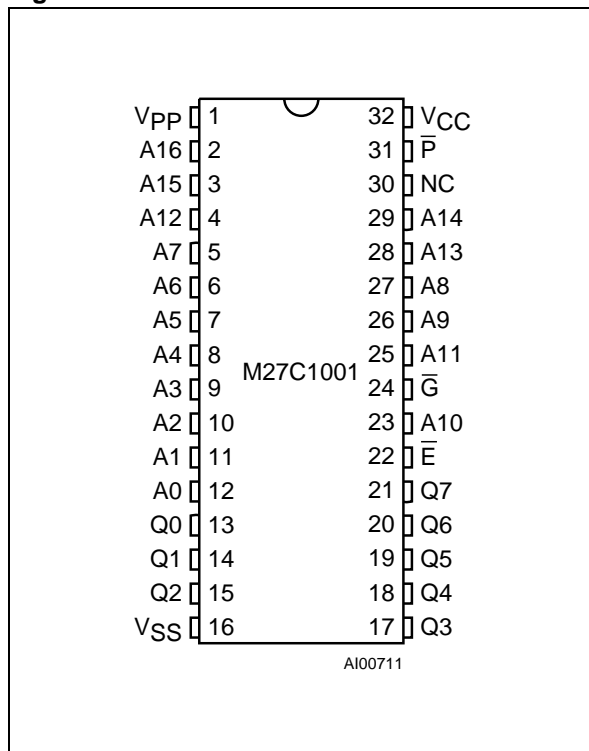 VPP 1 32 VCC
A16 2 31 P̅
A15 3 30 NC
A12 4 29 A14
A7 5 28 A13
A6 6 27 A8
A5 7 26 A9
A4 8 25 A11
M27C1001
A3 9 24 G̅
A2 10 23 A10
A1 11 22 E̅
A0 12 21 Q7
Q0 13 20 Q6
Q1 14 19 Q5
Q2 15 18 Q4
VSS 16 17 Q3
AI00711